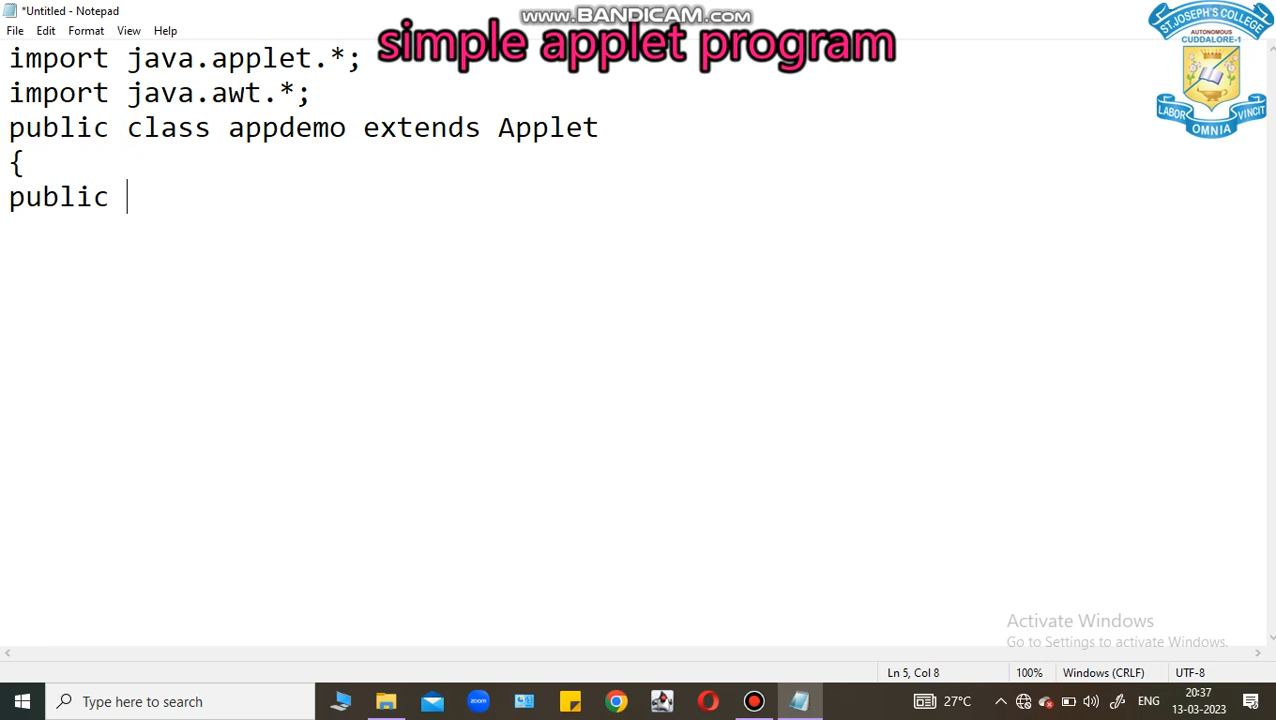 *Untitled - Notepad
www.BANDICAM.com
File Edit Format View Help
simple applet program
ST.JOSEPH'S COLLEGE
AUTONOMOUS
CUDDALORE-1
LABOR OMNIA VINCIT
import java.applet.*;
import java.awt.*;
public class appdemo extends Applet
{
public
Activate Windows
Go to Settings to activate Windows.
Ln 5, Col 8 100% Windows (CRLF) UTF-8
Type here to search
zoom
27°C
ENG
20:37
13-03-2023